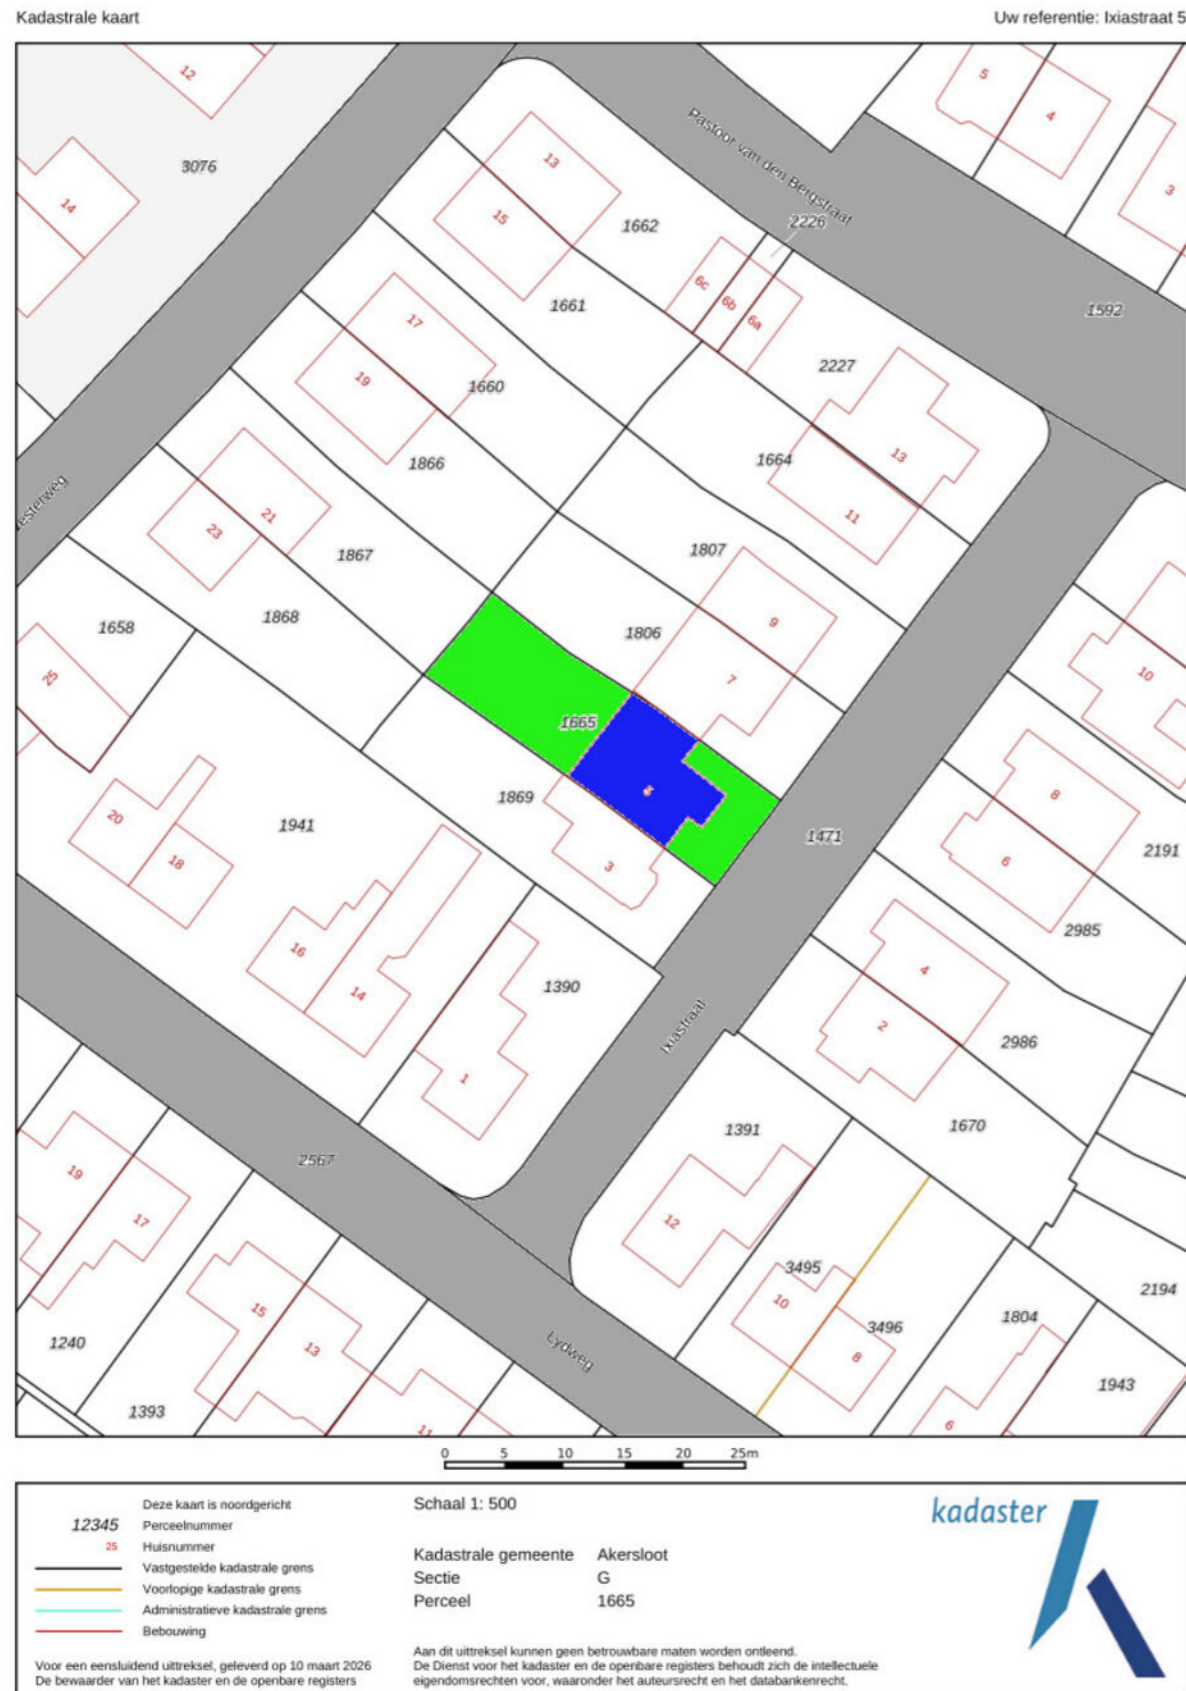 Kadastrale kaart
Uw referentie: Ixiastraat 5
12
5
4
3076
Pastoor van den Bergstraat
13
14
3
15
1662
2226
6c
6b
1661
1592
6a
17
2227
19
1660
13
1866
1664
11
21
23
1867
1807
9
1868
1806
1658
7
10
25
1665
5
8
1869
20
1941
1471
6
2191
18
3
2985
16
4
1390
14
2
Ixiastraat
2986
1
1391
1670
2567
19
12
17
3495
2194
10
15
1804
1240
13
Lydweg
3496
8
1943
1393
11
6
0 5 10 15 20 25m
Deze kaart is noordgericht
12345 Perceelnummer
25 Huisnummer
Vastgestelde kadastrale grens
Voorlopige kadastrale grens
Administratieve kadastrale grens
Bebouwing
Voor een eensluidend uittreksel, geleverd op 10 maart 2026
De bewaarder van het kadaster en de openbare registers
Schaal 1: 500
Kadastrale gemeente Akersloot
Sectie G
Perceel 1665
Aan dit uittreksel kunnen geen betrouwbare maten worden ontleend.
De Dienst voor het kadaster en de openbare registers behoudt zich de intellectuele
eigendomsrechten voor, waaronder het auteursrecht en het databankenrecht.
kadaster